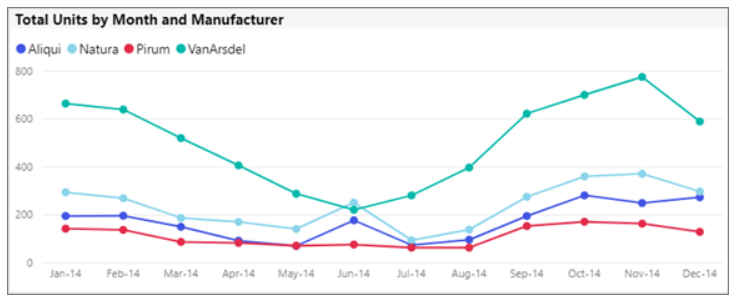 Total Units by Month and Manufacturer
Aliqui Natura Pirum VanArsdel
800
600
400
200
0
Jan-14 Feb-14 Mar-14 Apr-14 May-14 Jun-14 Jul-14 Aug-14 Sep-14 Oct-14 Nov-14 Dec-14